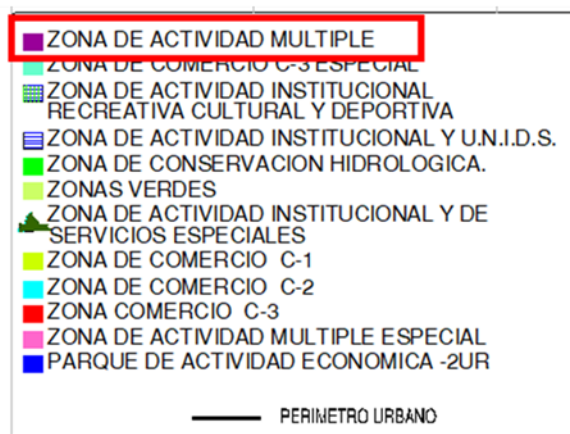 ZONA DE ACTIVIDAD MULTIPLE
ZONA DE COMERCIO C-3 ESPECIAL
ZONA DE ACTIVIDAD INSTITUCIONAL
RECREATIVA CULTURAL Y DEPORTIVA
ZONA DE ACTIVIDAD INSTITUCIONAL Y U.N.I.D.S.
ZONA DE CONSERVACION HIDROLOGICA.
ZONAS VERDES
ZONA DE ACTIVIDAD INSTITUCIONAL Y DE
SERVICIOS ESPECIALES
ZONA DE COMERCIO C-1
ZONA DE COMERCIO C-2
ZONA COMERCIO C-3
ZONA DE ACTIVIDAD MULTIPLE ESPECIAL
PARQUE DE ACTIVIDAD ECONOMICA -2UR
PERIMETRO URBANO